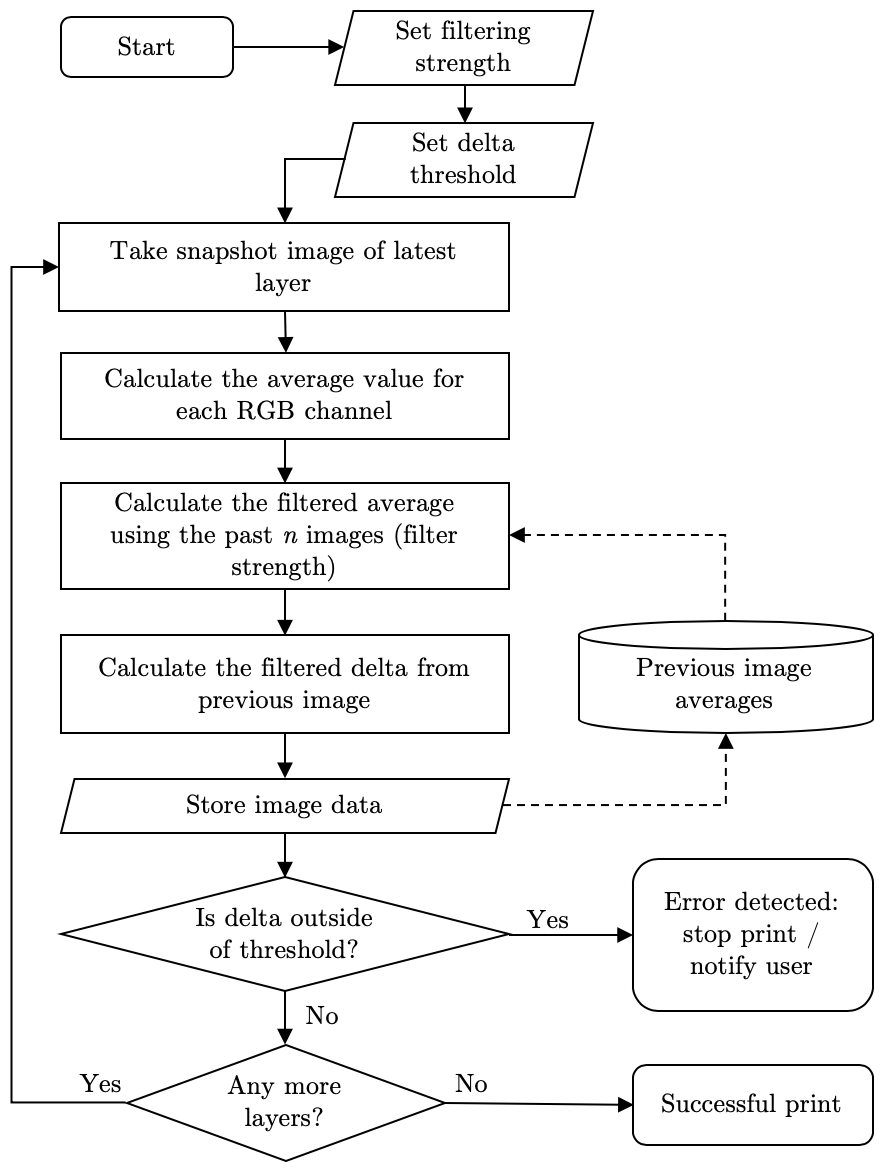 Start
Set filtering
strength
Set delta
threshold
Take snapshot image of latest
layer
Calculate the average value for
each RGB channel
Calculate the filtered average
using the past n images (filter
strength)
Calculate the filtered delta from
previous image
Previous image
averages
Store image data
Is delta outside
of threshold?
Yes
Error detected:
stop print /
notify user
No
Any more
layers?
Yes
No
Successful print